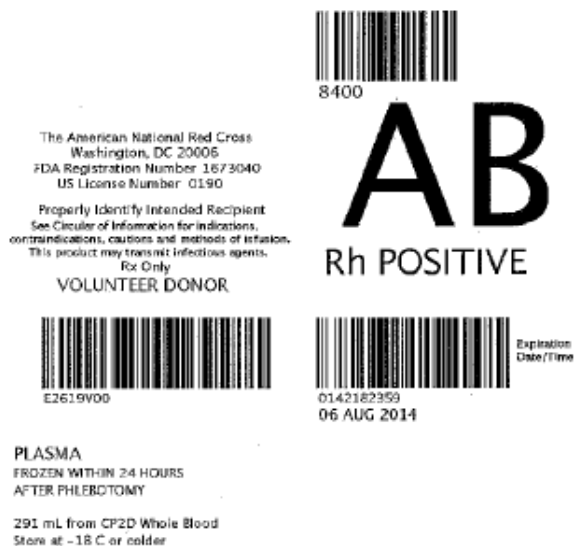 8400
AB
Rh POSITIVE
The American National Red Cross
Washington, DC 20006
FDA Registration Number 1673040
US License Number 0190
Properly Identify Intended Recipient
See Circular of Information for indications,
contraindications, cautions and methods of infusion.
This product may transmit infectious agents.
Rx Only
VOLUNTEER DONOR
E2619V00
0142182359
06 AUG 2014
Expiration
Date/Time
PLASMA
FROZEN WITHIN 24 HOURS
AFTER PHLEBOTOMY
291 mL from CP2D Whole Blood
Store at -18 C or colder